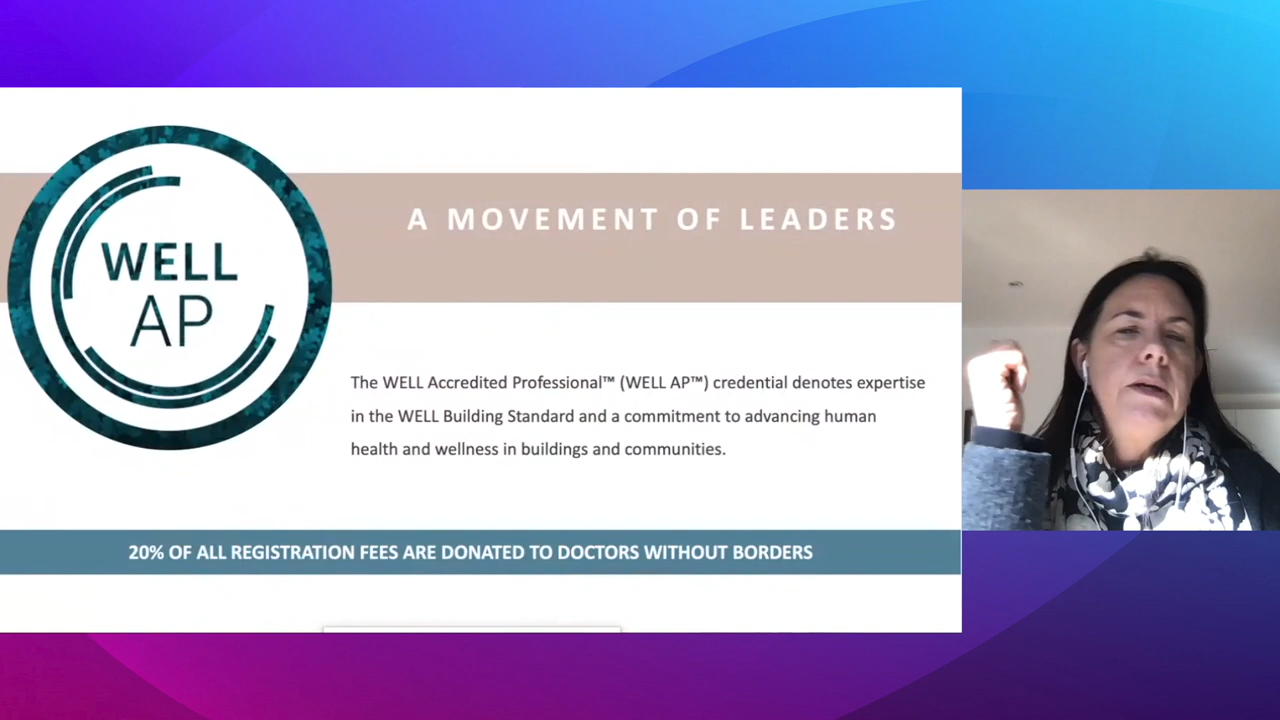 WELL
AP
A MOVEMENT OF LEADERS
The WELL Accredited Professional™ (WELL AP™) credential denotes expertise
in the WELL Building Standard and a commitment to advancing human
health and wellness in buildings and communities.
20% OF ALL REGISTRATION FEES ARE DONATED TO DOCTORS WITHOUT BORDERS